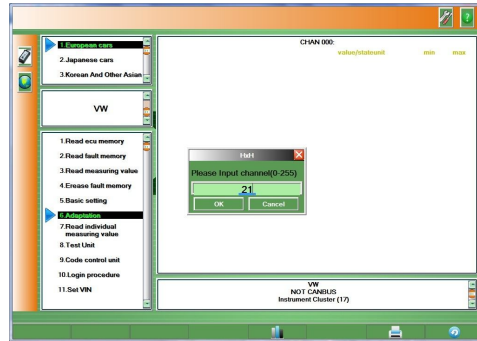 1.European cars
2.Japanese cars
3.Korean And Other Asian
VW
1.Read ecu memory
2.Read fault memory
3.Read measuring value
4.Erease fault memory
5.Basic setting
6.Adaptation
7.Read individual
measuring value
8.Test Unit
9.Code control unit
10.Login procedure
11.Set VIN
CHAN 000:
value/stateunit min max
HxH
Please Input channel(0-255)
21
OK Cancel
VW
NOT CANBUS
Instrument Cluster (17)